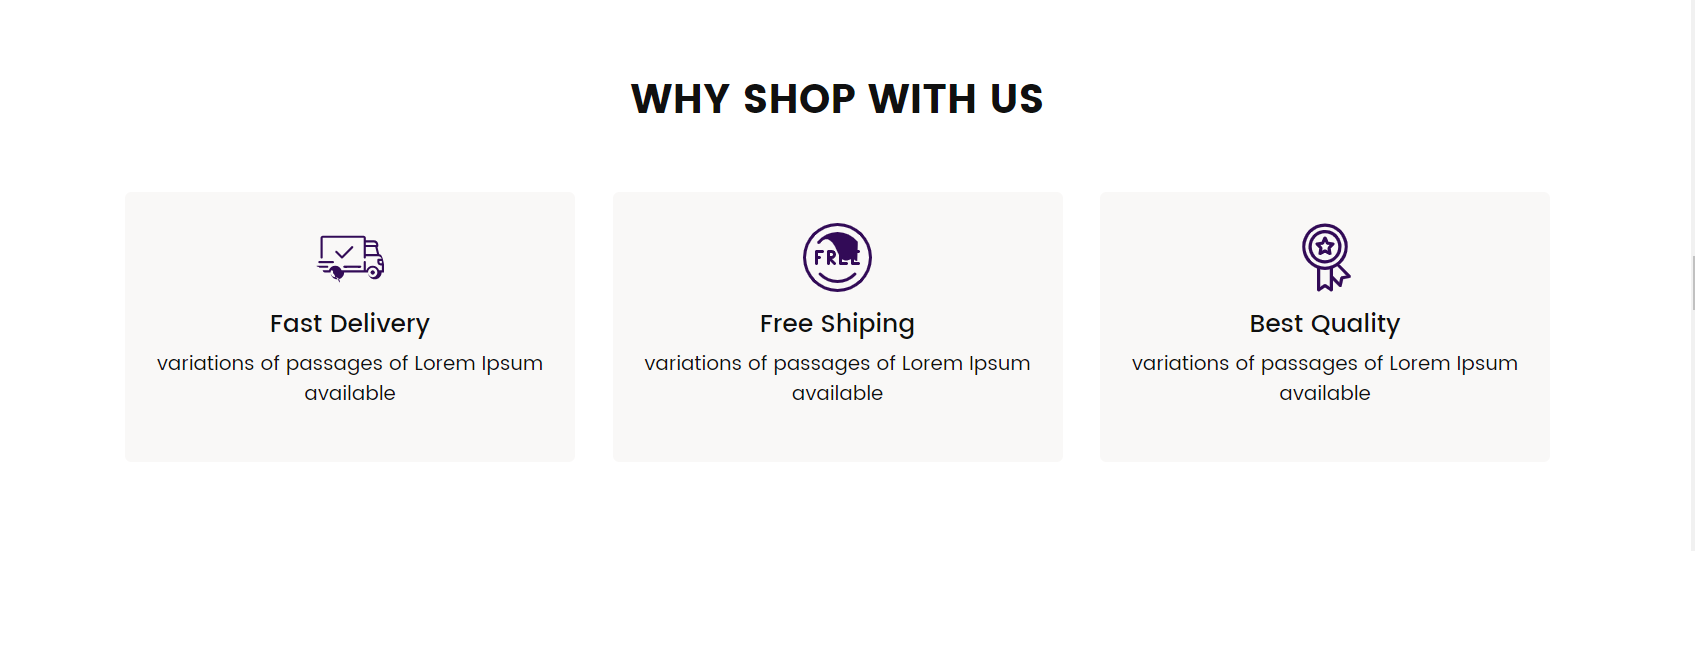 WHY SHOP WITH US
FREE
Fast Delivery
variations of passages of Lorem Ipsum
available
Free Shiping
variations of passages of Lorem Ipsum
available
Best Quality
variations of passages of Lorem Ipsum
available